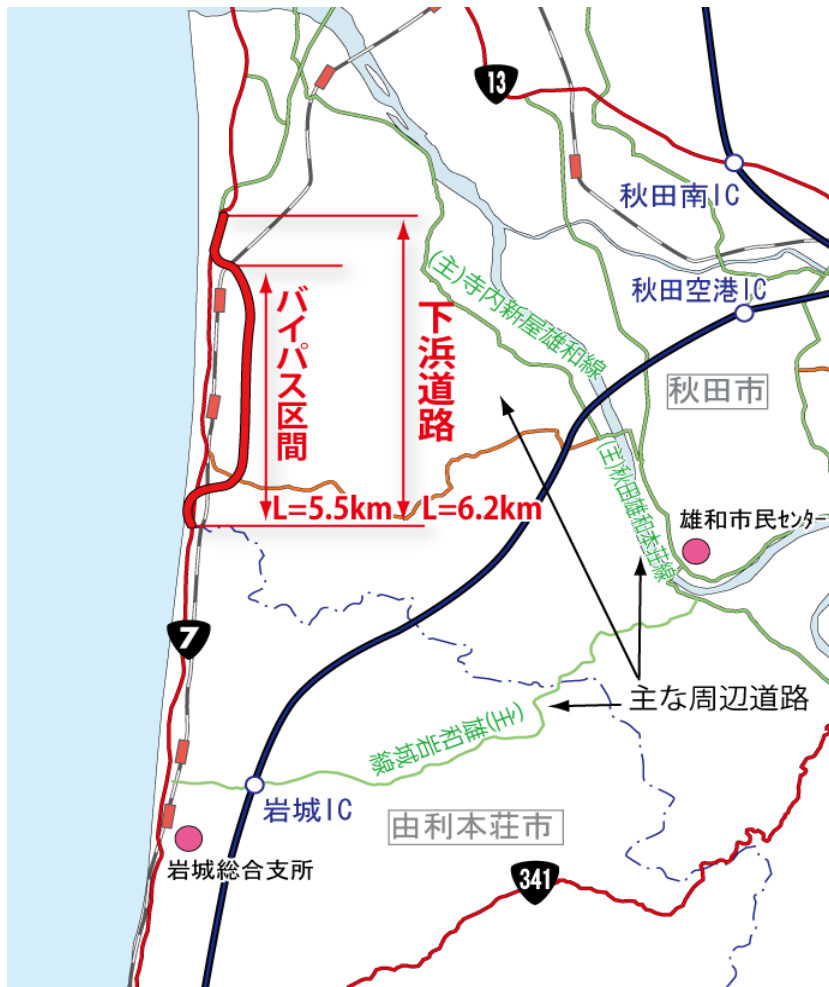 13
秋田南IC
秋田空港IC
(主)寺内新屋雄和線
バイパス区間
下浜道路
秋田市
(主)秋田雄和本荘線
L=5.5km
L=6.2km
雄和市民センター
7
主な周辺道路
(主)雄和岩城線
岩城IC
由利本荘市
岩城総合支所
341